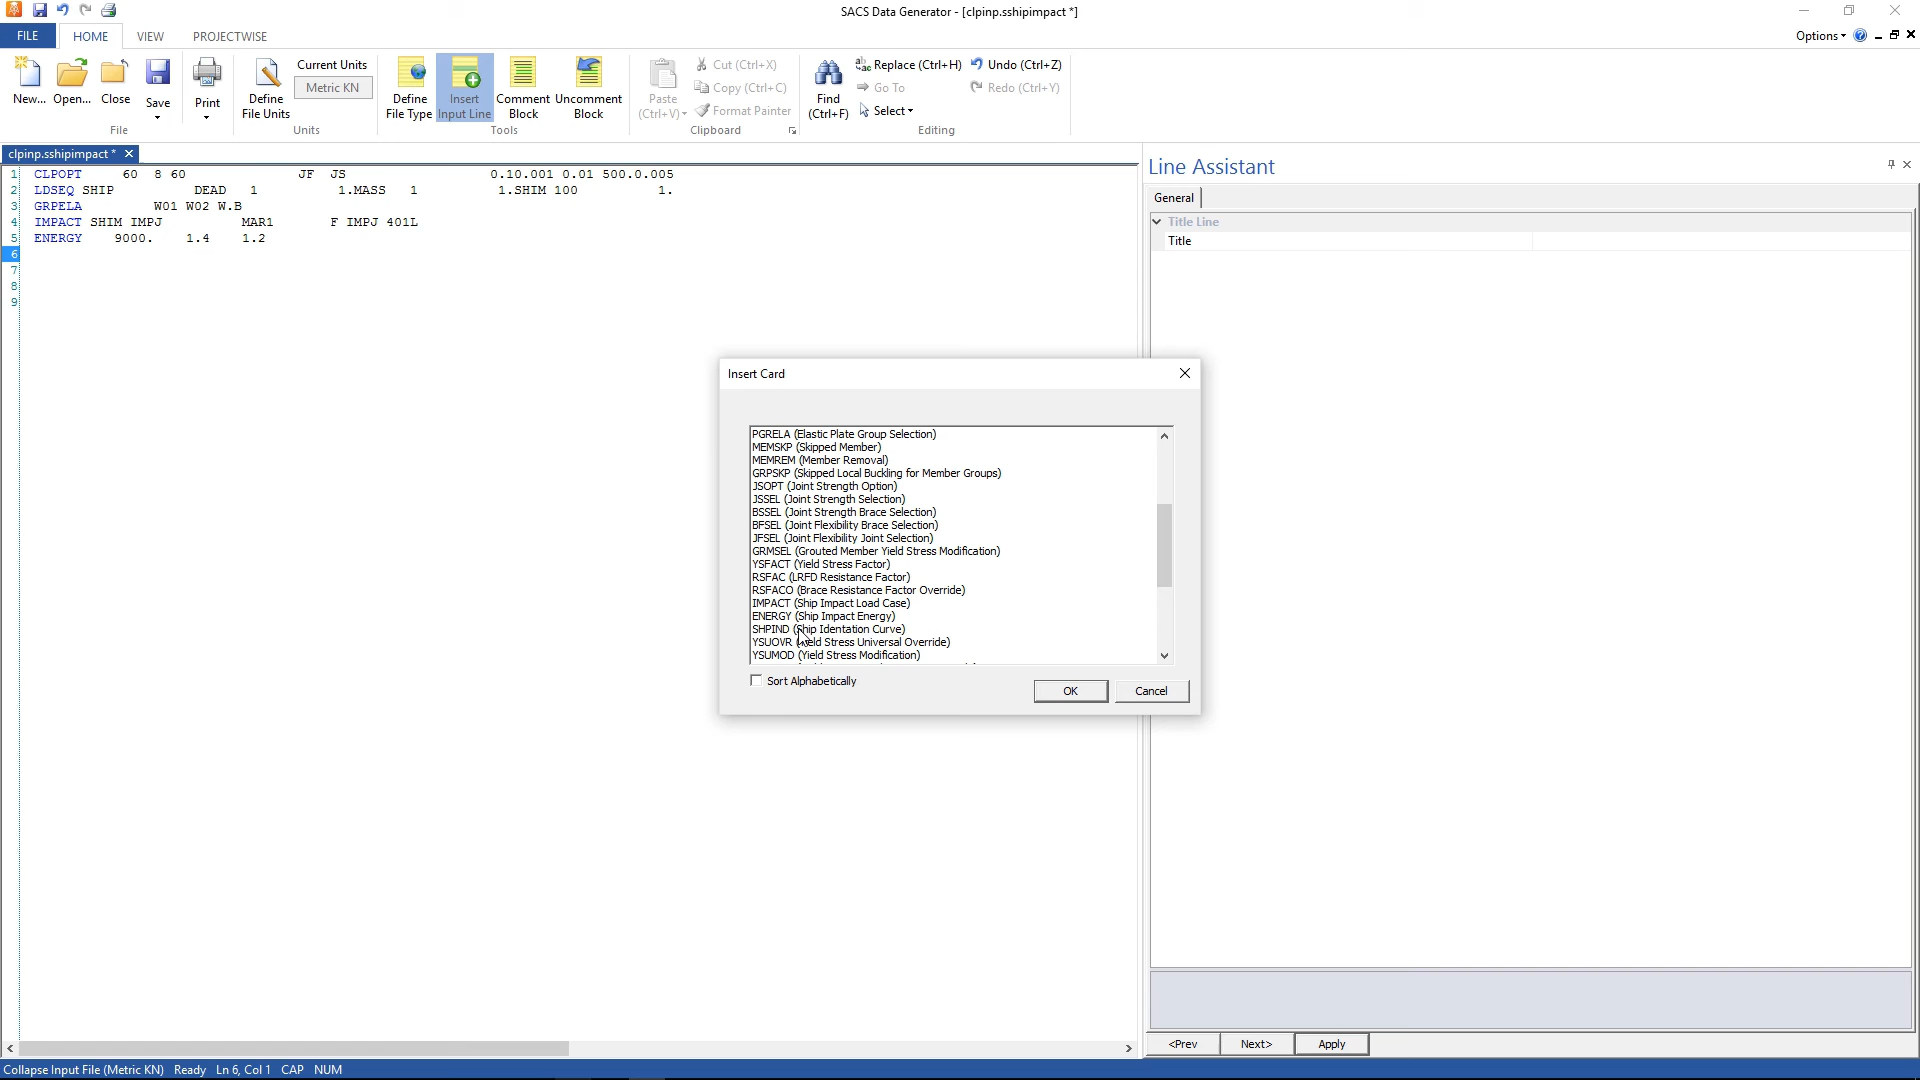 SACS Data Generator - [clpinp.sshipimpact *]
FILE
HOME
VIEW
PROJECTWISE
Options
New...
Open...
Close
Save
Print
File
Define
File Units
Current Units
Metric KN
Units
Define
File Type
Insert
Input Line
Comment
Block
Uncomment
Block
Tools
Paste
(Ctrl+V)
Cut (Ctrl+X)
Copy (Ctrl+C)
Format Painter
Clipboard
Find
(Ctrl+F)
Replace (Ctrl+H)
Go To
Select
Undo (Ctrl+Z)
Redo (Ctrl+Y)
Editing
clpinp.sshipimpact *
1 CLPOPT 60 8 60 JF JS 0.10.001 0.01 500.0.005
2 LDSEQ SHIP DEAD 1 1.MASS 1 1.SHIM 100 1.
3 GRPELA W01 W02 W.B
4 IMPACT SHIM IMPJ MAR1 F IMPJ 401L
5 ENERGY 9000. 1.4 1.2
6
7
8
9
Line Assistant
General
Title Line
Title
Insert Card
PGRELA (Elastic Plate Group Selection)
MEMSKP (Skipped Member)
MEMREM (Member Removal)
GRPSKP (Skipped Local Buckling for Member Groups)
JSOPT (Joint Strength Option)
JSSEL (Joint Strength Selection)
BSSEL (Joint Strength Brace Selection)
BFSEL (Joint Flexibility Brace Selection)
JFSEL (Joint Flexibility Joint Selection)
GRMSEL (Grouted Member Yield Stress Modification)
YSFACT (Yield Stress Factor)
RSFAC (LRFD Resistance Factor)
RSFACO (Brace Resistance Factor Override)
IMPACT (Ship Impact Load Case)
ENERGY (Ship Impact Energy)
SHPIND (Ship Identation Curve)
YSUOVR (Yield Stress Universal Override)
YSUMOD (Yield Stress Modification)
Sort Alphabetically
OK
Cancel
<Prev
Next>
Apply
Collapse Input File (Metric KN) Ready Ln 6, Col 1 CAP NUM